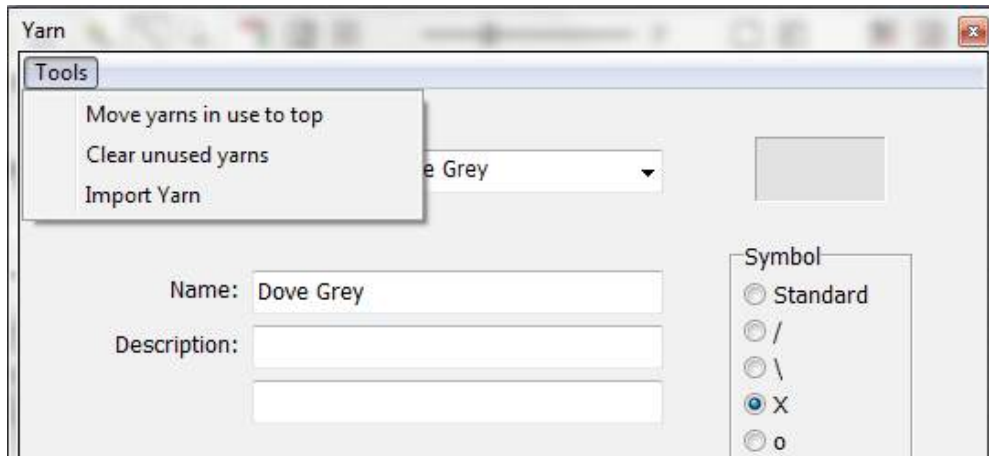 Yarn
x
Tools
Move yarns in use to top
Clear unused yarns
Import Yarn
e Grey
Symbol
Name: Dove Grey
Standard
Description:
/
\
X
o